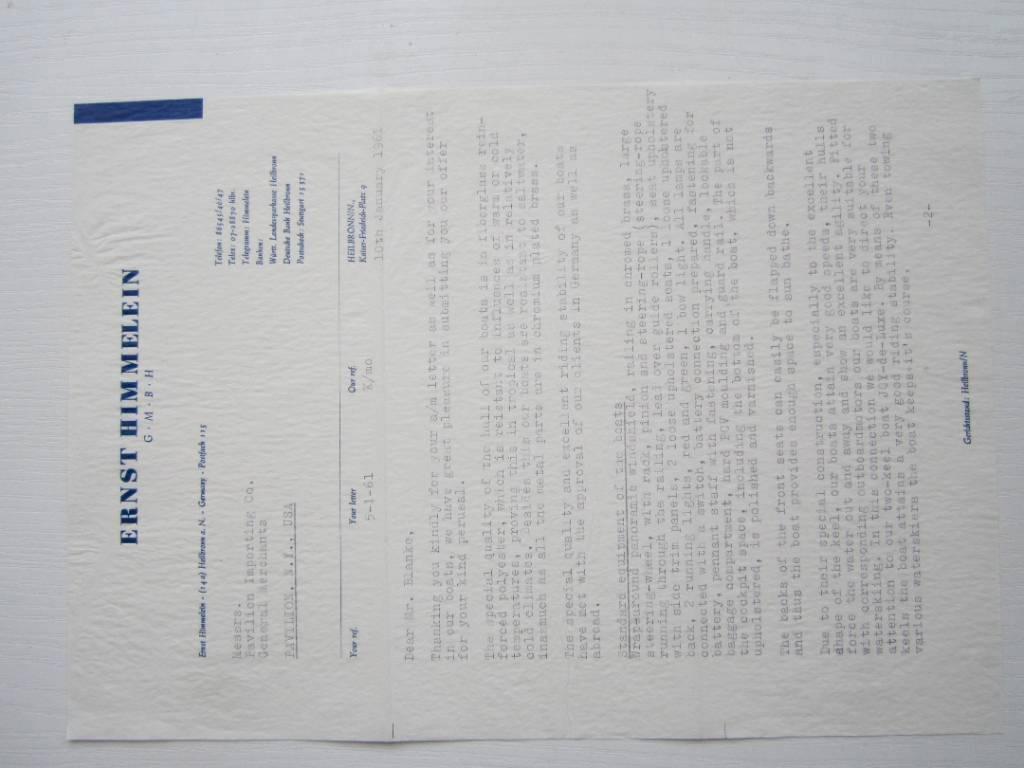 ERNST HIMMELEIN
G · M · B · H
Ernst Himmelein - (14a) Heilbronn a. N. - Germany - Postfach 115
Telefon: 86545/46/47
Telex: 07-28870 hlbr.
Telegramm: Himmelein
Banken:
Württ. Landessparkasse Heilbronn
Deutsche Bank Heilbronn
Postscheck: Stuttgart 15371
Messrs.
Pavilion Importing Co.
General Merchants
PAVILION, N.Y., USA
Your ref.
Your letter
5-1-61
Our ref.
K/mo
HEILBRONN/N.,
Kaiser-Friedrich-Platz 9
10th January 1961
Dear Mr. Blanko,
Thanking you kindly for your a/m letter as well as for your interest
in our boats, we have great pleasure in submitting you our offer
for your kind perusal.
The special quality of the hull of our boats is in fiberglass rein-
forced polyester, which is reistant to influences of warm or cold
temperatures, proving this in tropical as well as in relatively
cold climates. Besides this our boats are resistant to saltwater,
inasmuch as all the metal parts are in chromium plated brass.
The special quality and excellent riding stability of our boats
have met with the approval of our clients in Germany as well as
abroad.
Standard equipment of the boats
Wraparound panoramic windshield, railing in chromed brass, large
steering-wheel, with rack, pinion and steering-rope (steering-rope
running through the railing, lead over guide rollers), seat upholstery
with side trim panels, 2 loose upholstered seats, 1 loose upholstered
back, 2 running lights, red and green, 1 bow light. All lamps are
connected with a switch, battery connection prepared, fastening for
battery, pennant staff with fastening, carrying handle, lockable
baggage compartment, hard PCV moulding and guard rail. The part of
the cockpit space, including the bottom of the boat, which is not
upholstered, is polished and varnished.
The backs of the front seats can easily be flapped down backwards
and thus the boat provides enough space to sun bathe.
Due to their special construction, especially to the excellent
shape of the keel, our boats attain very good speeds, their hulls
force the water out and away and show an excellent agility. Fitted
with corresponding outboardmotors our boats are very suitable for
waterskiing. In this connection we would like to direct your
attention to our two-keel boat JOY-de-Luxe. By means of these two
keels the boat attains a very good riding stability. Even towing
various waterskiers the boat keeps it's course.
-2-
Gerichtsstand: Heilbronn/N